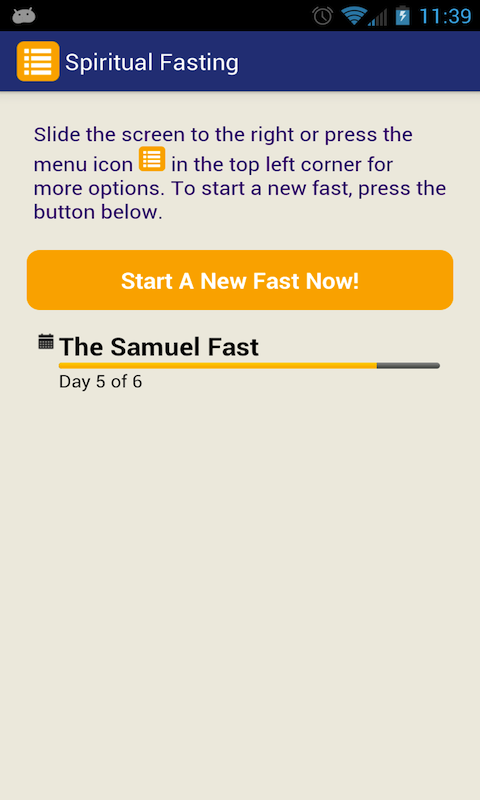 11:39
Spiritual Fasting
Slide the screen to the right or press the
menu icon in the top left corner for
more options. To start a new fast, press the
button below.
Start A New Fast Now!
The Samuel Fast
Day 5 of 6